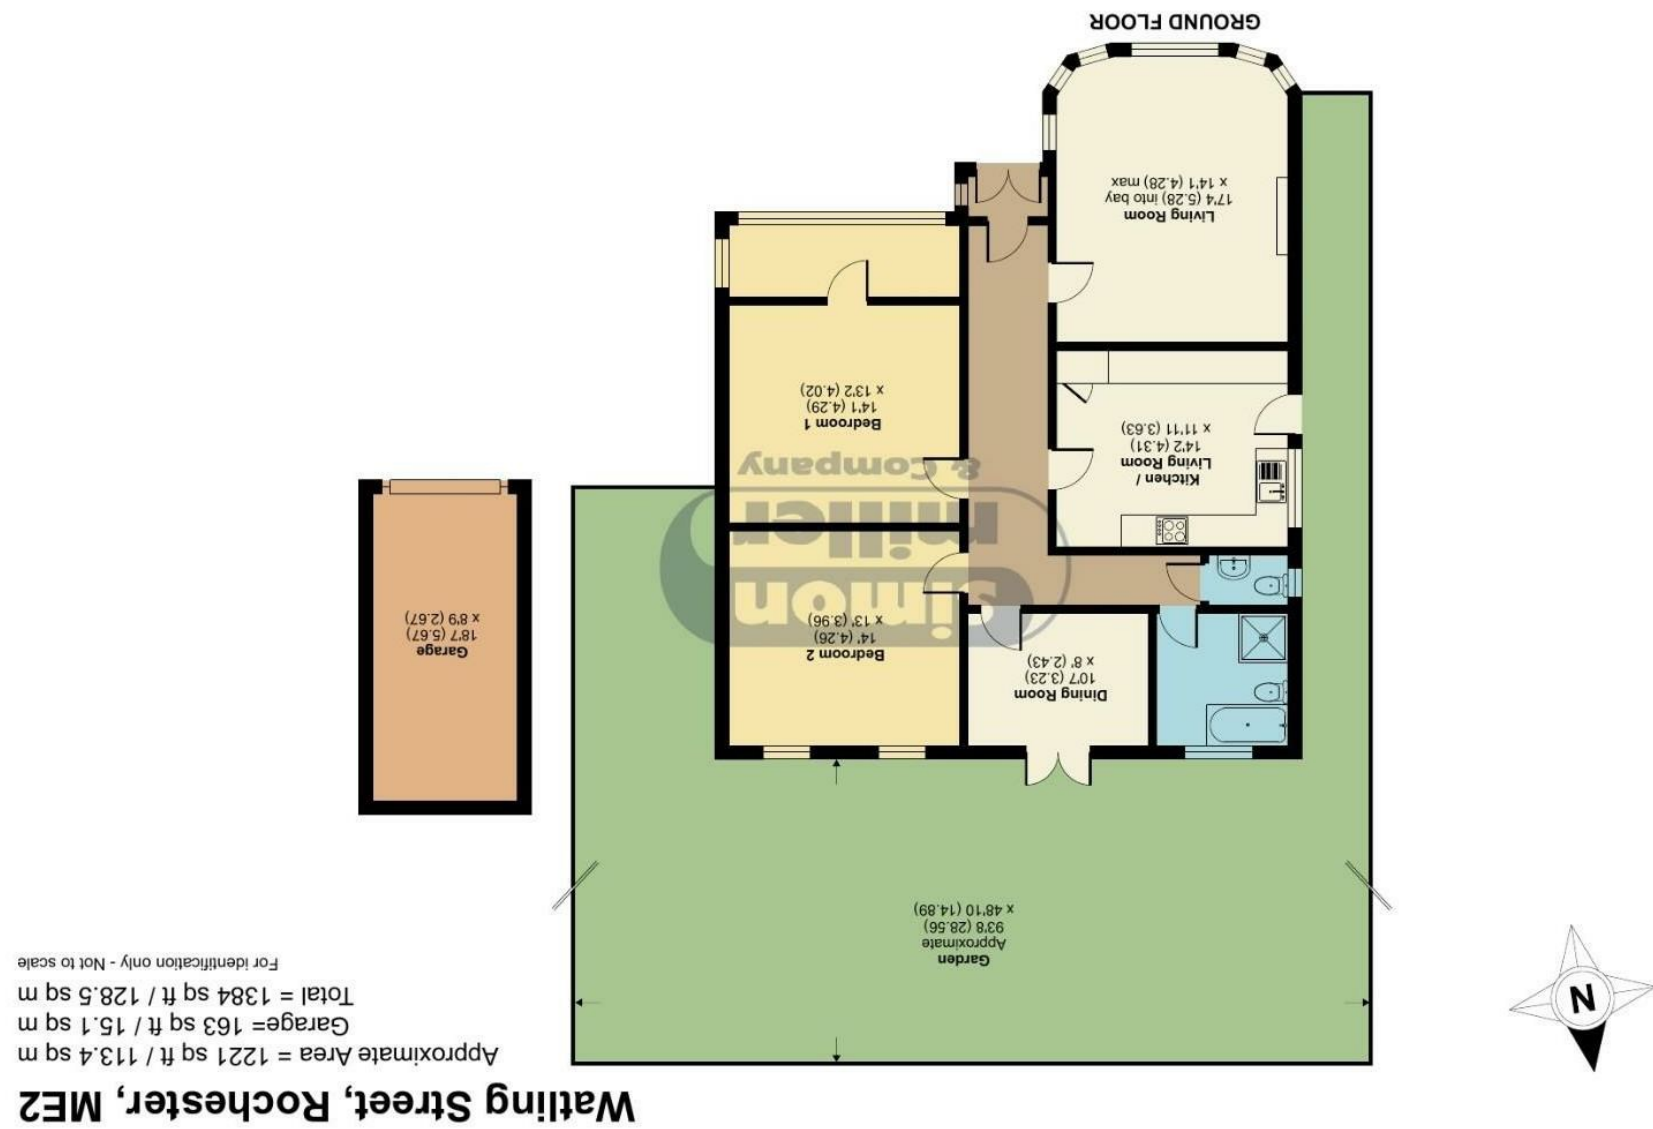 Watling Street, Rochester, ME2
Approximate Area = 1221 sq ft / 113.4 sq m
Garage= 163 sq ft / 15.1 sq m
Total = 1384 sq ft / 128.5 sq m
For identification only - Not to scale
N
Garden
Approximate
93'8 (28.56)
x 48'10 (14.89)
Dining Room
10'7 (3.23)
x 8' (2.43)
Bedroom 2
14' (4.26)
x 13' (3.96)
Garage
18'7 (5.67)
x 8'9 (2.67)
simon
miller
& Company
Kitchen /
Living Room
14'2 (4.31)
x 11'11 (3.63)
Bedroom 1
14'1 (4.29)
x 13'2 (4.02)
Living Room
17'4 (5.28) into bay
x 14'1 (4.28) max
GROUND FLOOR